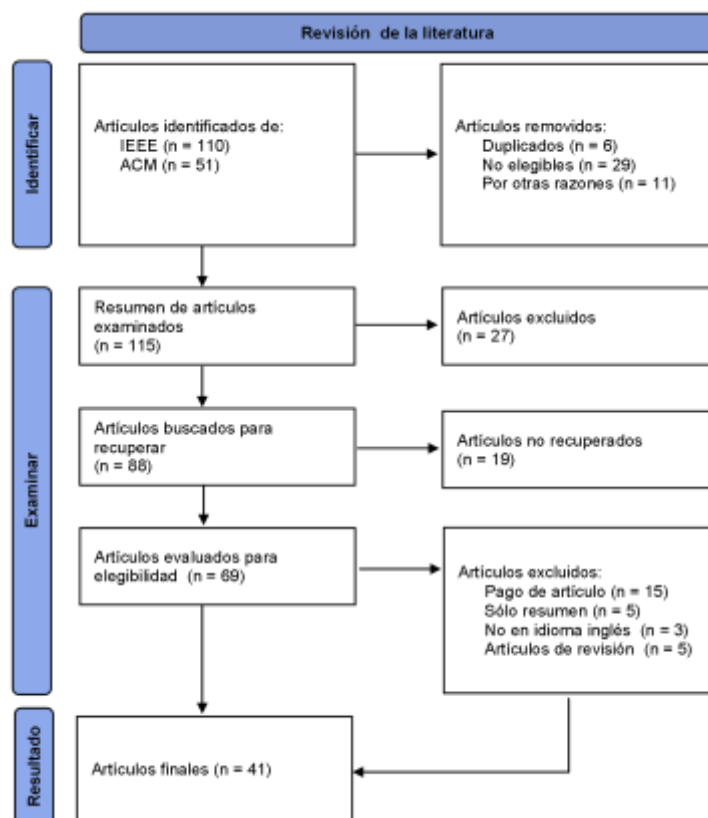 Revisión de la literatura
Identificar
Artículos identificados de:
IEEE (n = 110)
ACM (n = 51)
Artículos removidos:
Duplicados (n = 6)
No elegibles (n = 29)
Por otras razones (n = 11)
Examinar
Resumen de artículos
examinados
(n = 115)
Artículos excluidos
(n = 27)
Artículos buscados para
recuperar
(n = 88)
Artículos no recuperados
(n = 19)
Artículos evaluados para
elegibilidad (n = 69)
Artículos excluidos:
Pago de artículo (n = 15)
Sólo resumen (n = 5)
No en idioma inglés (n = 3)
Artículos de revisión (n = 5)
Resultado
Artículos finales (n = 41)